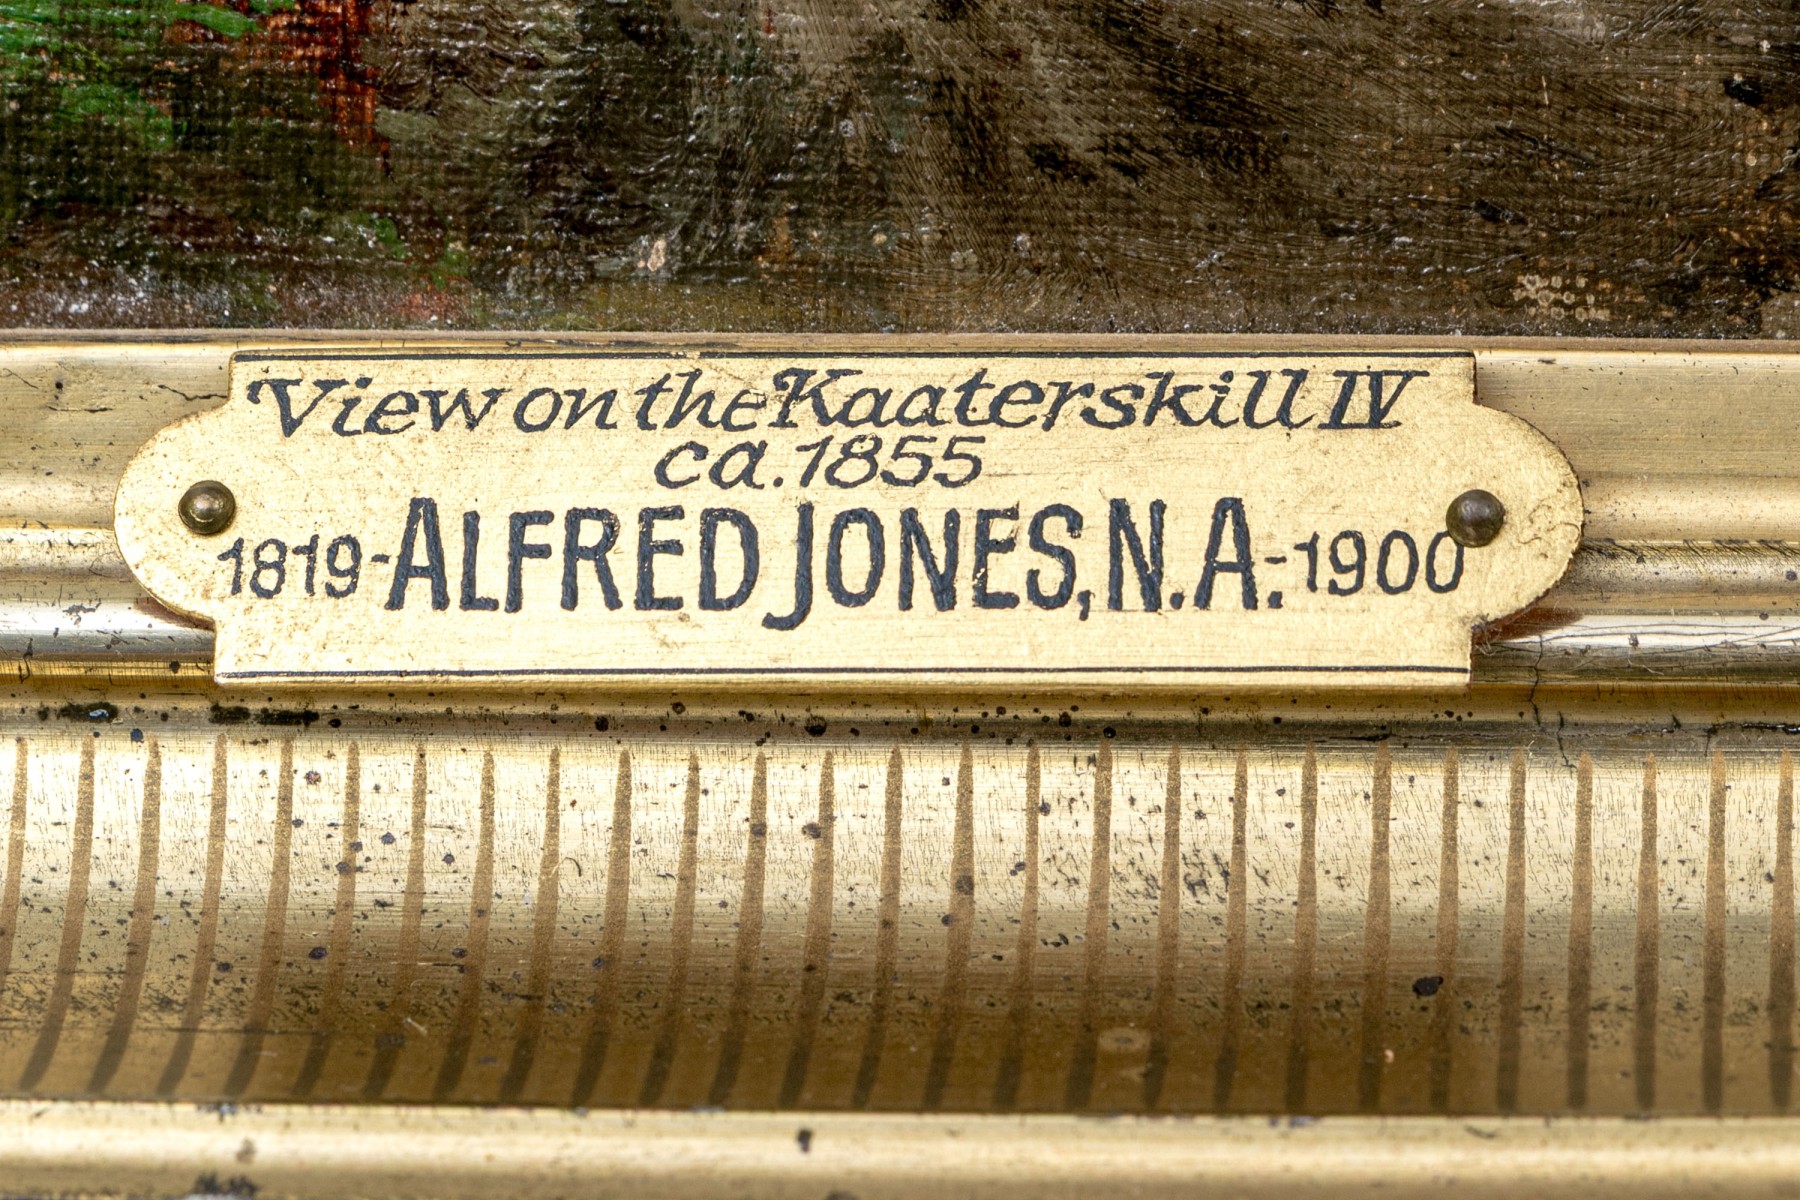 View on the Kaaterskill IV
ca. 1855
1819-ALFRED JONES, N.A.-1900